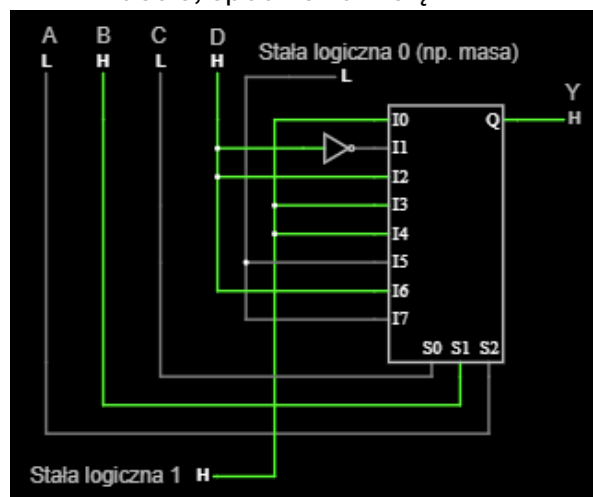 A B C D
L H L H
Stała logiczna 0 (np. masa)
L
Y
I0 Q H
I1
I2
I3
I4
I5
I6
I7
S0 S1 S2
Stała logiczna 1 H